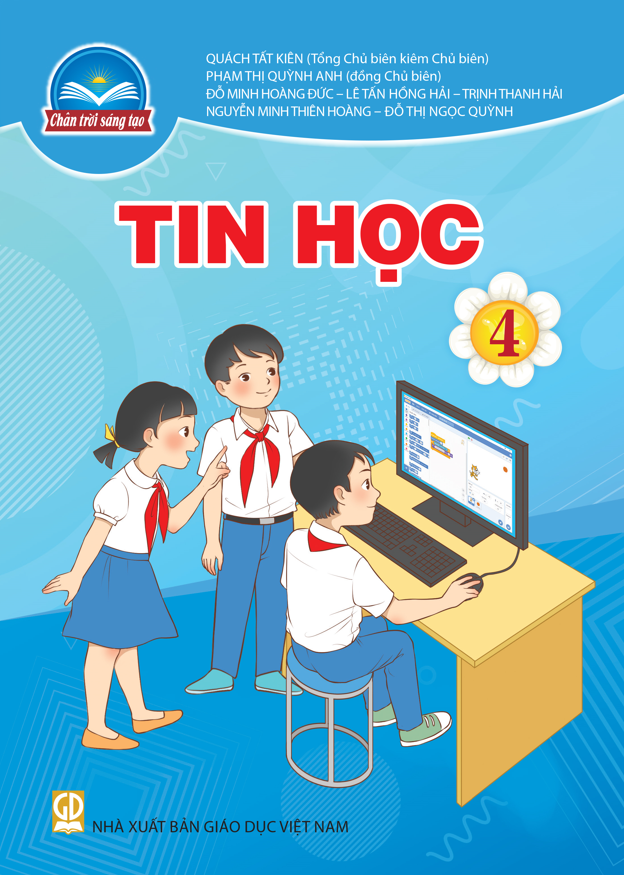 QUÁCH TẤT KIÊN (Tổng Chủ biên kiêm Chủ biên)
PHẠM THỊ QUỲNH ANH (đồng Chủ biên)
ĐỖ MINH HOÀNG ĐỨC – LÊ TẤN HỒNG HẢI – TRỊNH THANH HẢI
NGUYỄN MINH THIÊN HOÀNG – ĐỖ THỊ NGỌC QUỲNH
Chân trời sáng tạo
TIN HỌC
4
GD
NHÀ XUẤT BẢN GIÁO DỤC VIỆT NAM